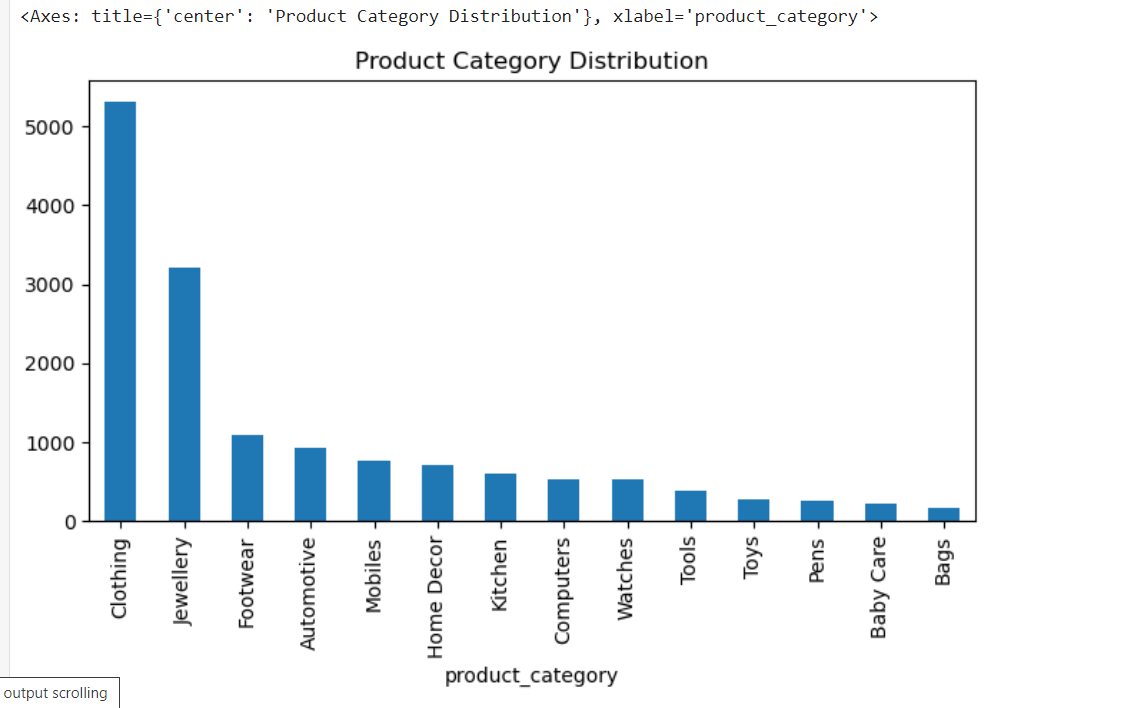 <Axes: title={'center': 'Product Category Distribution'}, xlabel='product_category'>
Product Category Distribution
5000
4000
3000
2000
1000
0
Clothing
Jewellery
Footwear
Automotive
Mobiles
Home Decor
Kitchen
Computers
Watches
Tools
Toys
Pens
Baby Care
Bags
product_category
output scrolling